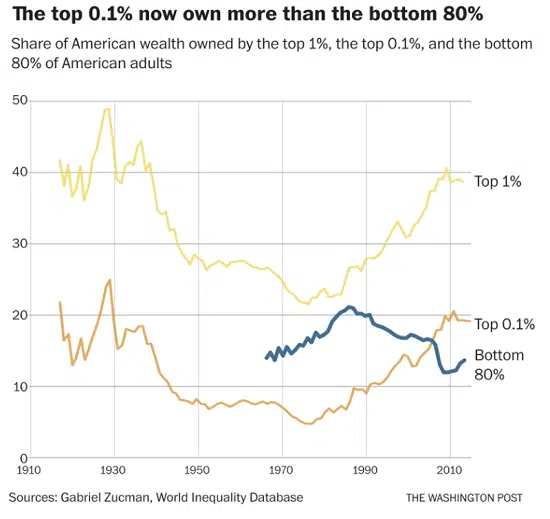 The top 0.1% now own more than the bottom 80%
Share of American wealth owned by the top 1%, the top 0.1%, and the bottom
80% of American adults
50
40
Top 1%
30
20
Top 0.1%
Bottom
80%
10
0
1910
1930
1950
1970
1990
2010
Sources: Gabriel Zucman, World Inequality Database
THE WASHINGTON POST